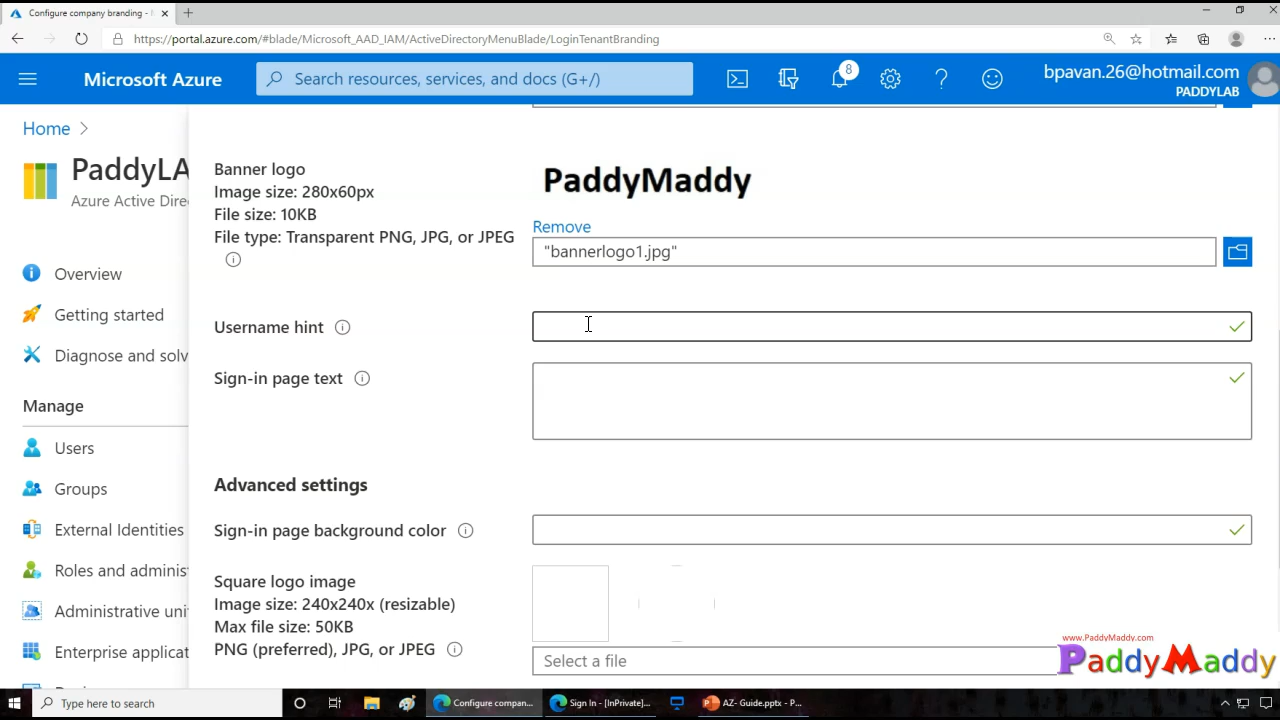 Configure company branding -
https://portal.azure.com/#blade/Microsoft_AAD_IAM/ActiveDirectoryMenuBlade/LoginTenantBranding
Microsoft Azure
Search resources, services, and docs (G+/)
8
bpavan.26@hotmail.com
PADDYLAB
Home
PaddyLA
Azure Active Dire
Overview
Getting started
Diagnose and solv
Manage
Users
Groups
External Identities
Roles and adminis
Administrative uni
Enterprise applicat
Banner logo
Image size: 280x60px
File size: 10KB
File type: Transparent PNG, JPG, or JPEG
PaddyMaddy
Remove
"bannerlogo1.jpg"
Username hint
Sign-in page text
Advanced settings
Sign-in page background color
Square logo image
Image size: 240x240x (resizable)
Max file size: 50KB
PNG (preferred), JPG, or JPEG
Select a file
www.PaddyMaddy.com
PaddyMaddy
Type here to search
Configure compan...
Sign In - [InPrivate]...
AZ- Guide.pptx - P...